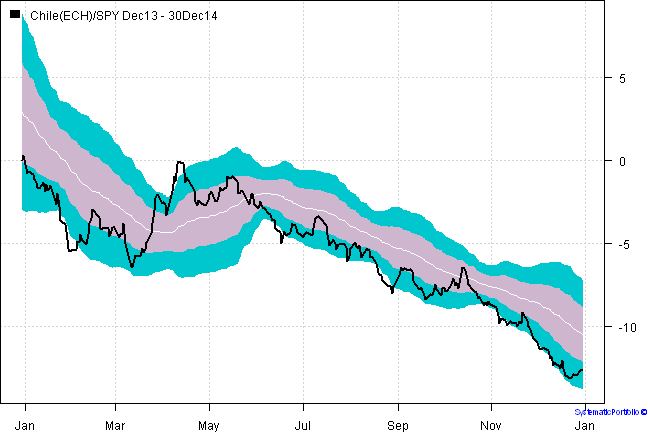 Chile(ECH)/SPY Dec13 - 30Dec14
5
0
-5
-10
Jan Mar May Jul Sep Nov Jan
SystematicPortfolio ©